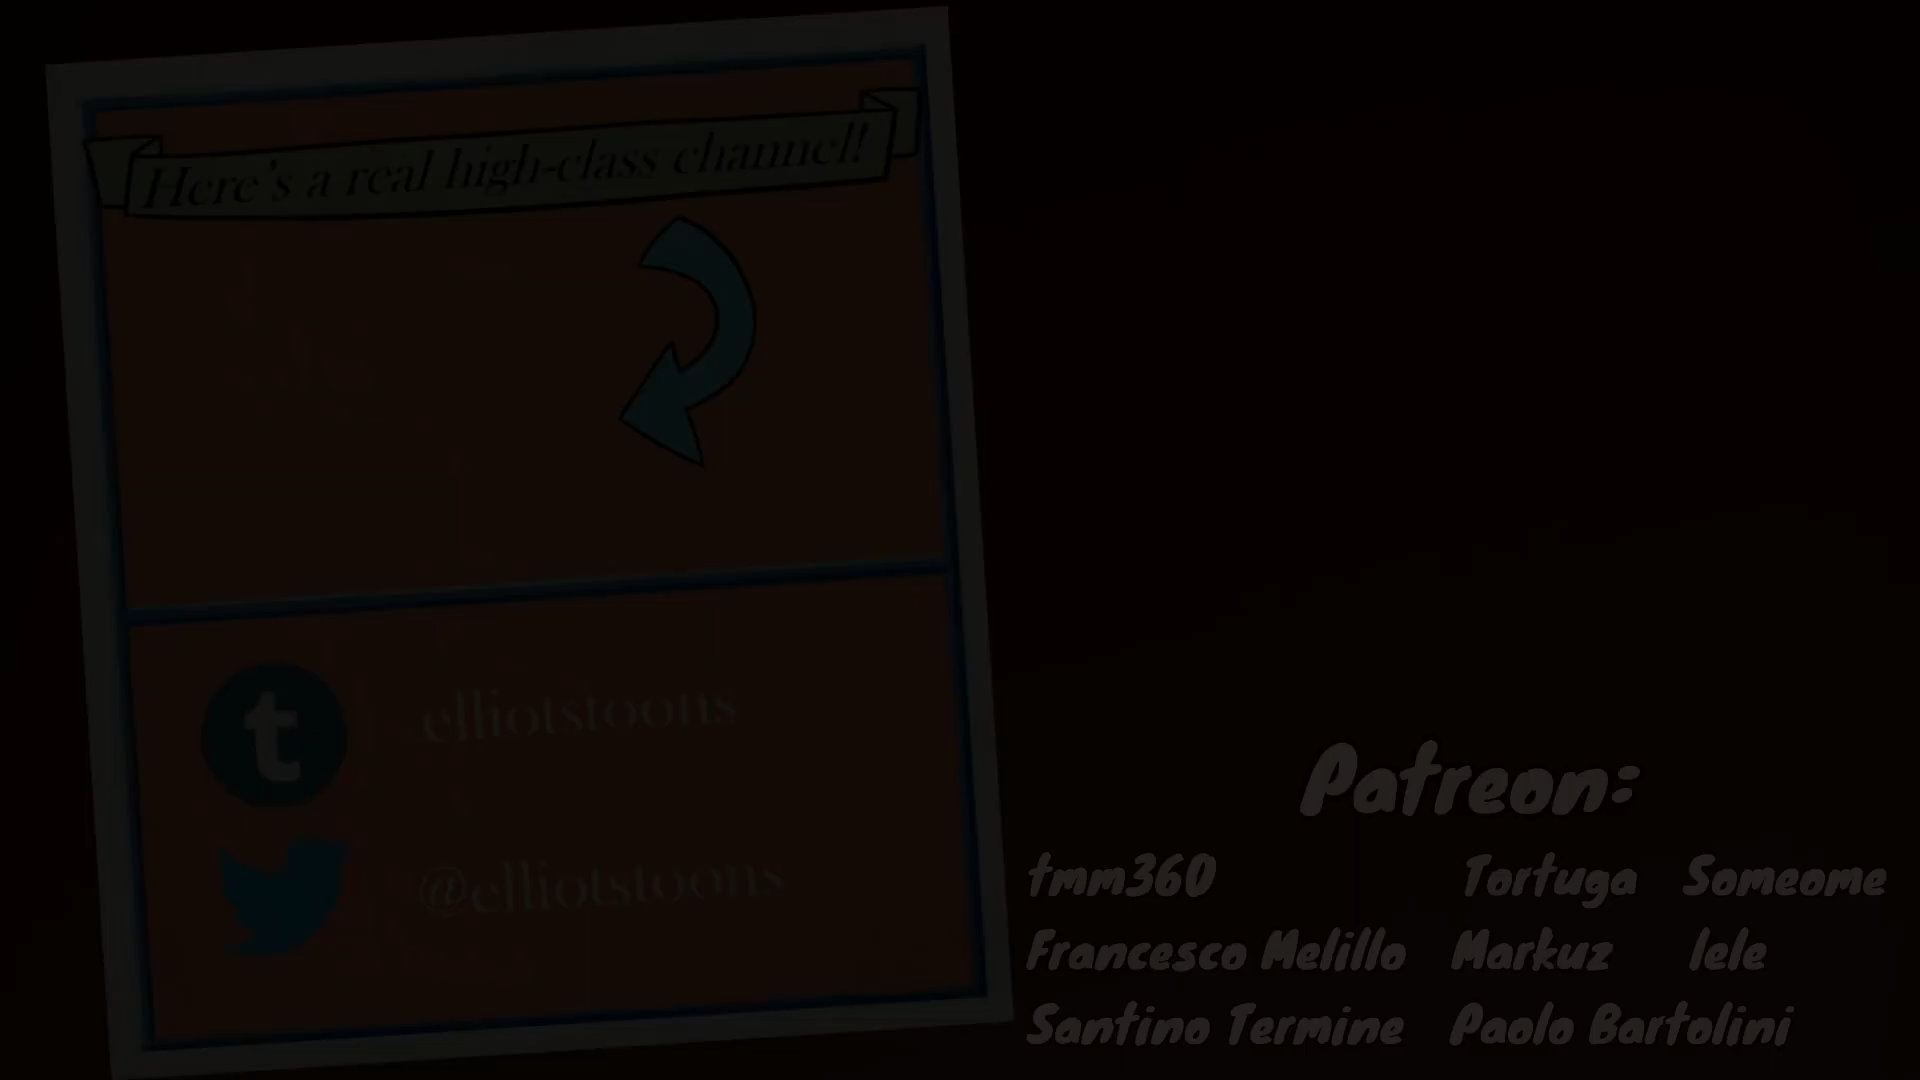 Here's a real high-class channel!
t
elliotstoons
@elliotstoons
Patreon:
tmm360 Tortuga Someome
Francesco Melillo Markuz lele
Santino Termine Paolo Bartolini